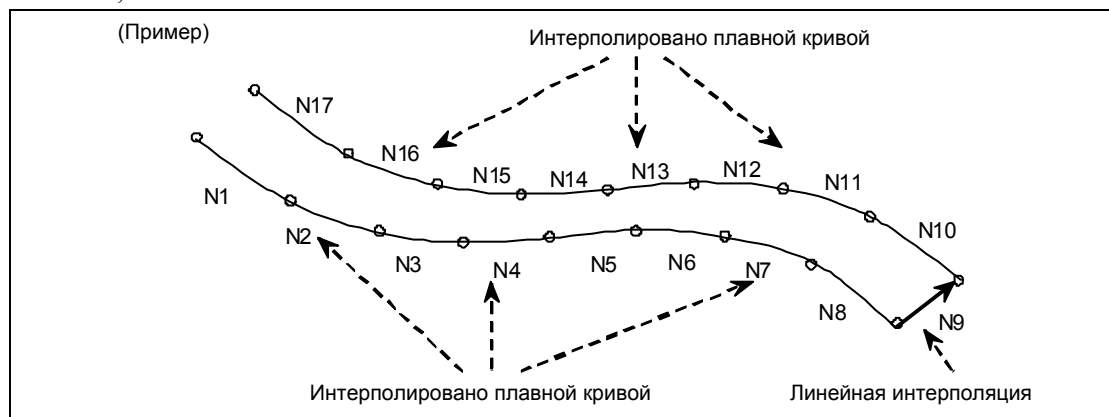 (Пример)
Интерполировано плавной кривой
N17
N16
N15
N14
N13
N12
N11
N10
N1
N2
N3
N4
N5
N6
N7
N8
N9
Интерполировано плавной кривой
Линейная интерполяция